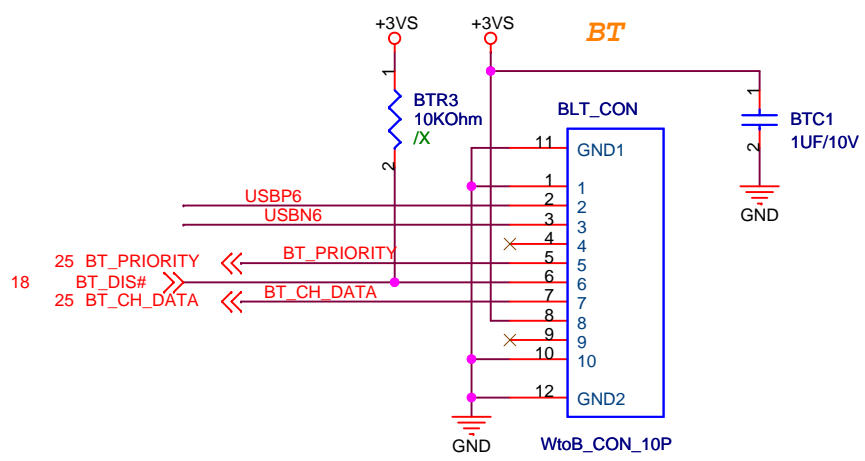 +3VS
+3VS
BT
1
BTR3
10KOhm
/X
2
BLT_CON
1
BTC1
1UF/10V
2
GND
11 GND1
1 1
USBP6 2 2
USBN6 3 3
4 4
25 BT_PRIORITY BT_PRIORITY 5 5
18 BT_DIS# 6 6
25 BT_CH_DATA BT_CH_DATA 7 7
8 8
9 9
10 10
12 GND2
GND
WtoB_CON_10P